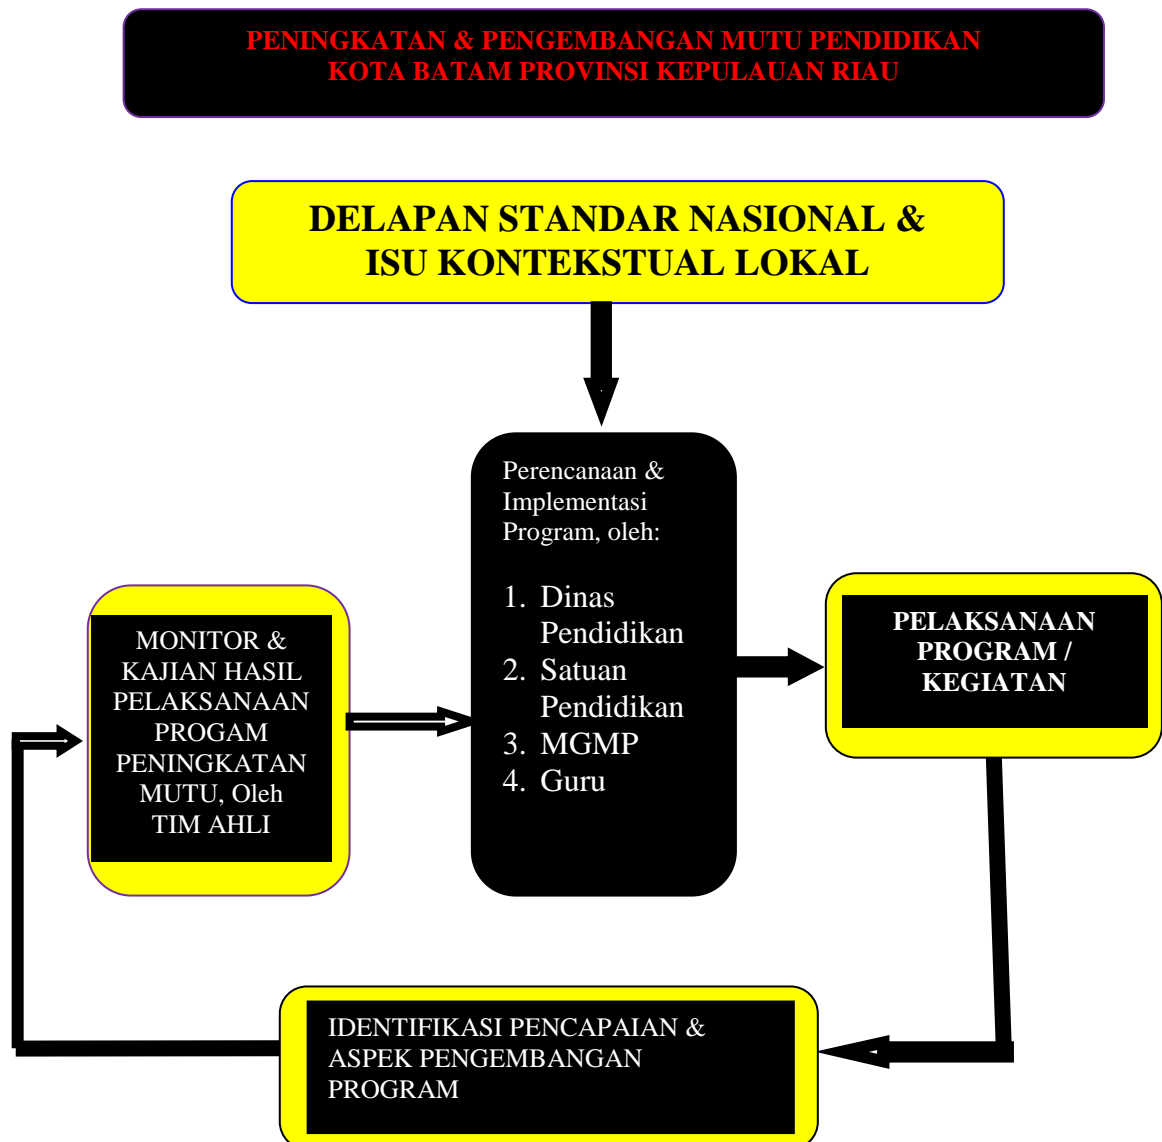 PENINGKATAN & PENGEMBANGAN MUTU PENDIDIKAN
KOTA BATAM PROVINSI KEPULAUAN RIAU
DELAPAN STANDAR NASIONAL &
ISU KONTEKSTUAL LOKAL
Perencanaan &
Implementasi
Program, oleh:
1. Dinas
Pendidikan
2. Satuan
Pendidikan
3. MGMP
4. Guru
MONITOR &
KAJIAN HASIL
PELAKSANAAN
PROGAM
PENINGKATAN
MUTU, Oleh
TIM AHLI
PELAKSANAAN
PROGRAM /
KEGIATAN
IDENTIFIKASI PENCAPAIAN &
ASPEK PENGEMBANGAN
PROGRAM